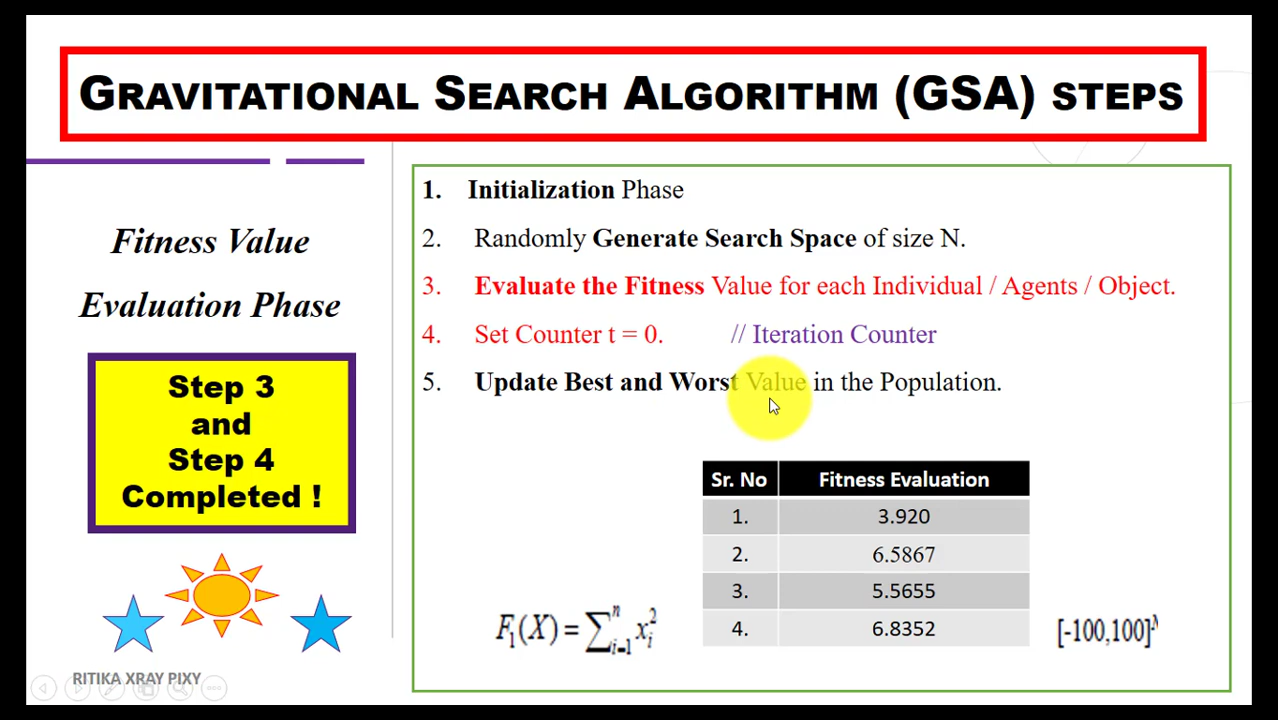 GRAVITATIONAL SEARCH ALGORITHM (GSA) STEPS
Fitness Value
Evaluation Phase
Step 3
and
Step 4
Completed !
RITIKA XRAY PIXY
1. Initialization Phase
2. Randomly Generate Search Space of size N.
3. Evaluate the Fitness Value for each Individual / Agents / Object.
4. Set Counter t = 0. // Iteration Counter
5. Update Best and Worst Value in the Population.
Sr. No Fitness Evaluation
1. 3.920
2. 6.5867
3. 5.5655
4. 6.8352
F₁(X) = ∑ⁿᵢ₌₁ xᵢ²
[-100,100]ᴺ